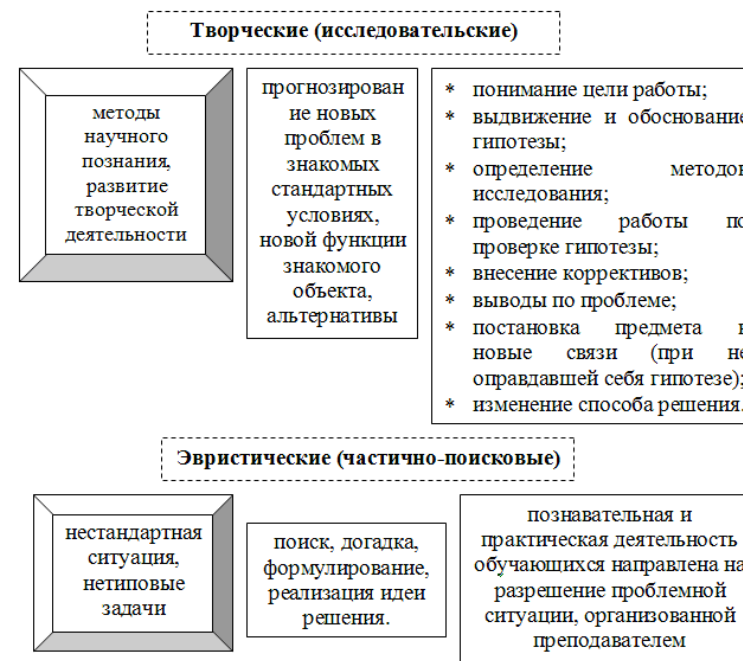 Творческие (исследовательские)
методы
научного
познания,
развитие
творческой
деятельности
прогнозирован
ие новых
проблем в
знакомых
стандартных
условиях,
новой функции
знакомого
объекта,
альтернативы
* понимание цели работы;
* выдвижение и обоснование
гипотезы;
* определение методов
исследования;
* проведение работы по
проверке гипотезы;
* внесение коррективов;
* выводы по проблеме;
* постановка предмета в
новые связи (при не
оправдавшей себя гипотезе);
* изменение способа решения.
Эвристические (частично-поисковые)
нестандартная
ситуация,
нетиповые
задачи
поиск, догадка,
формулирование,
реализация идеи
решения.
познавательная и
практическая деятельность
обучающихся направлена на
разрешение проблемной
ситуации, организованной
преподавателем